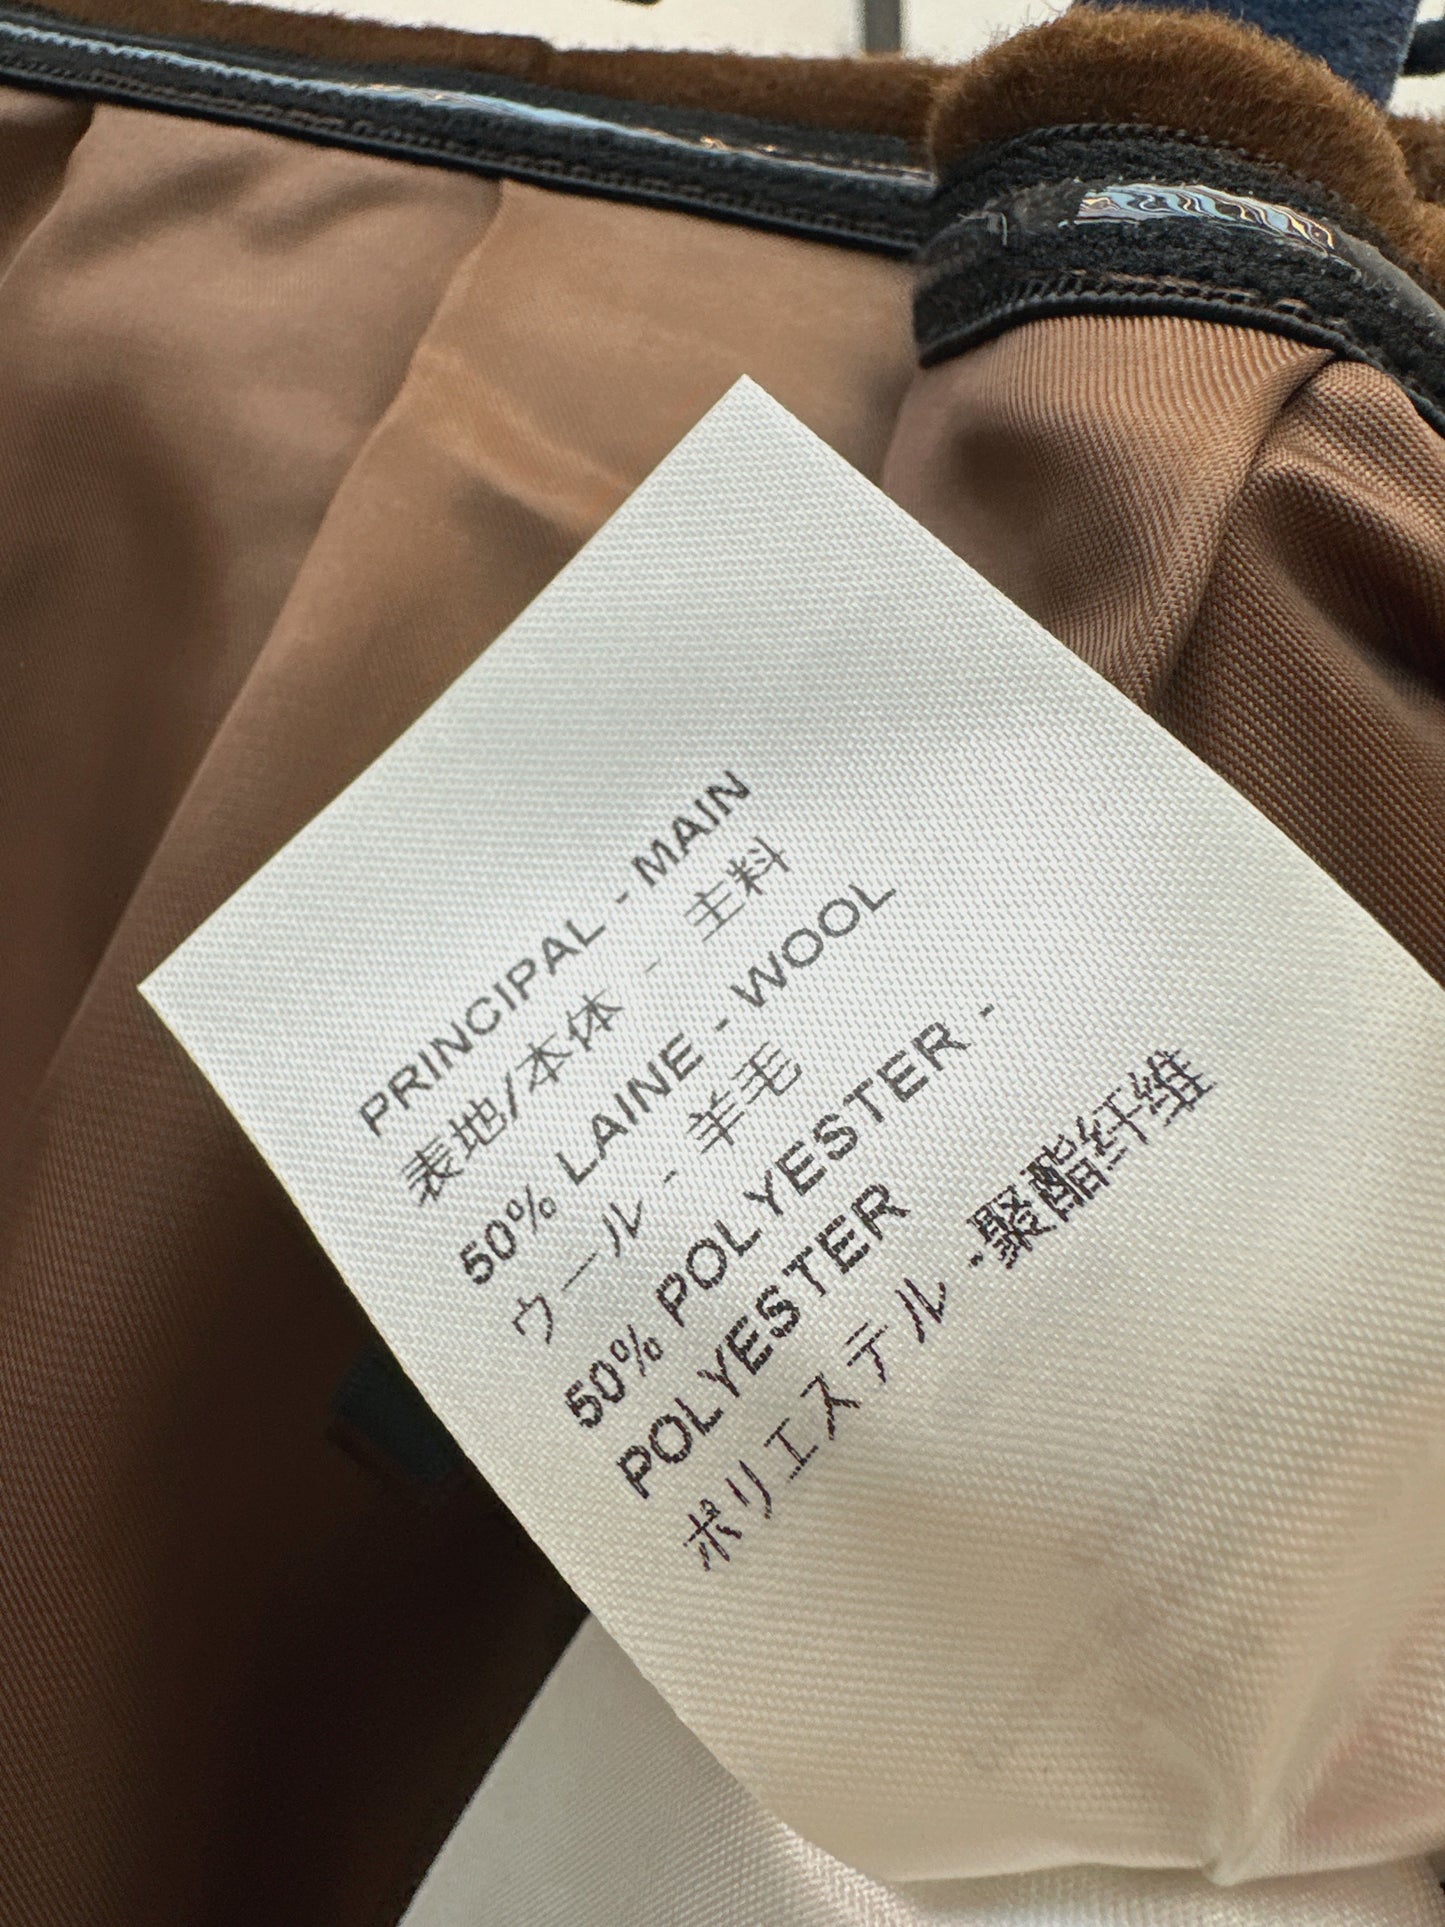 PRINCIPAL - MAIN
表地/本体 - 主料
50% LAINE - WOOL
ウール - 羊毛
50% POLYESTER -
POLYESTER
ポリエステル - 聚酯纤维